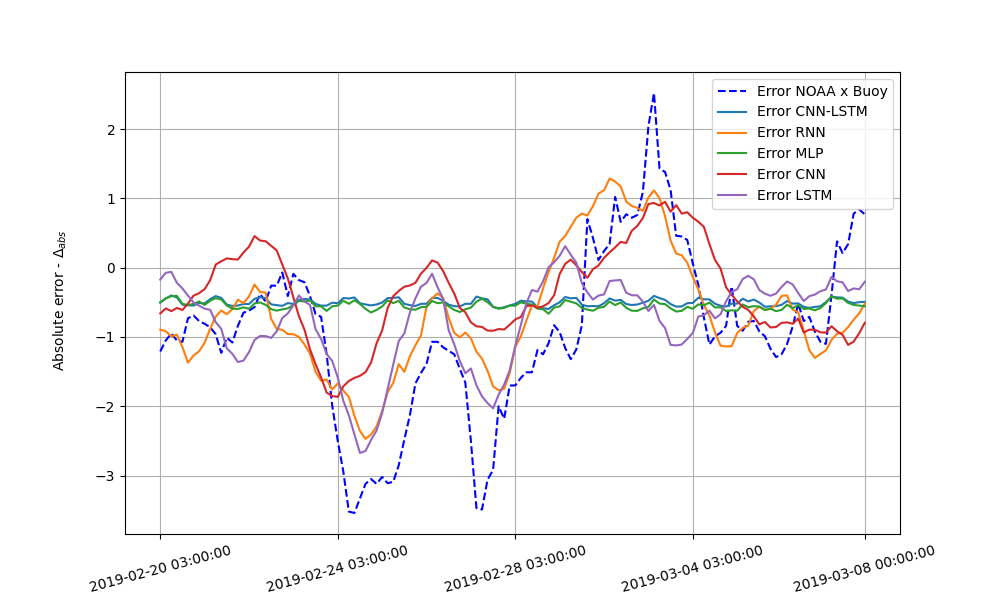 Error NOAA x Buoy
Error CNN-LSTM
Error RNN
Error MLP
Error CNN
Error LSTM
Absolute error - Δabs
2
1
0
−1
−2
−3
2019-02-20 03:00:00
2019-02-24 03:00:00
2019-02-28 03:00:00
2019-03-04 03:00:00
2019-03-08 00:00:00